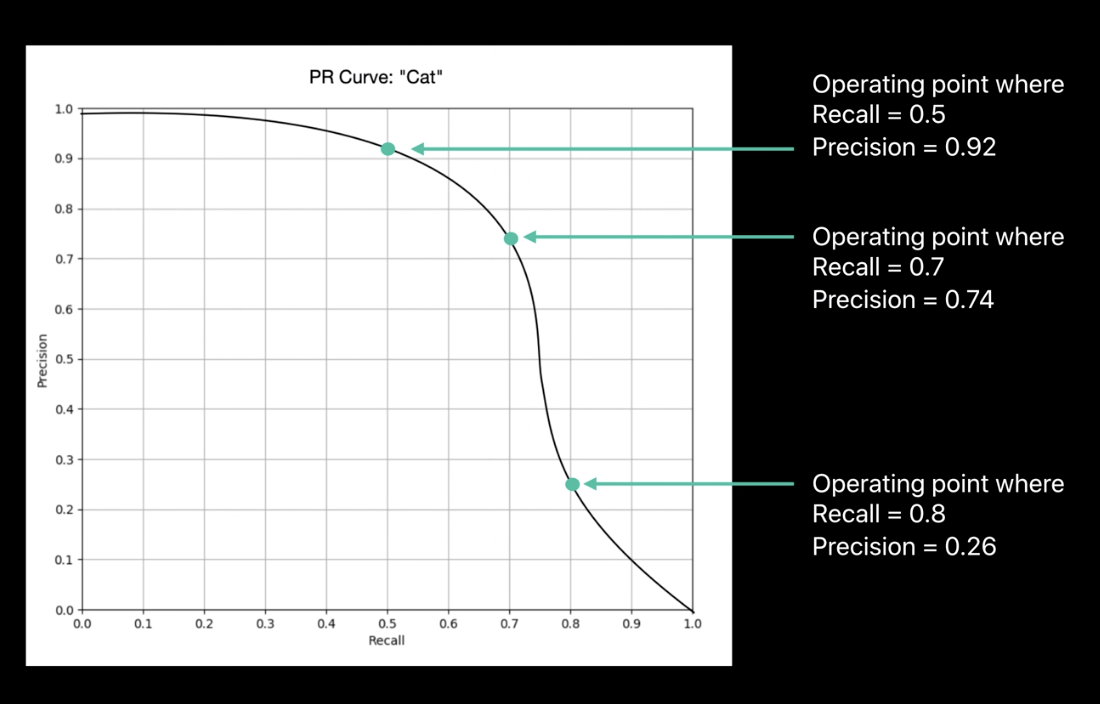 PR Curve: "Cat"
1.0
0.9
0.8
0.7
0.6
0.5
0.4
0.3
0.2
0.1
0.0
Precision
0.0 0.1 0.2 0.3 0.4 0.5 0.6 0.7 0.8 0.9 1.0
Recall
Operating point where
Recall = 0.5
Precision = 0.92
Operating point where
Recall = 0.7
Precision = 0.74
Operating point where
Recall = 0.8
Precision = 0.26